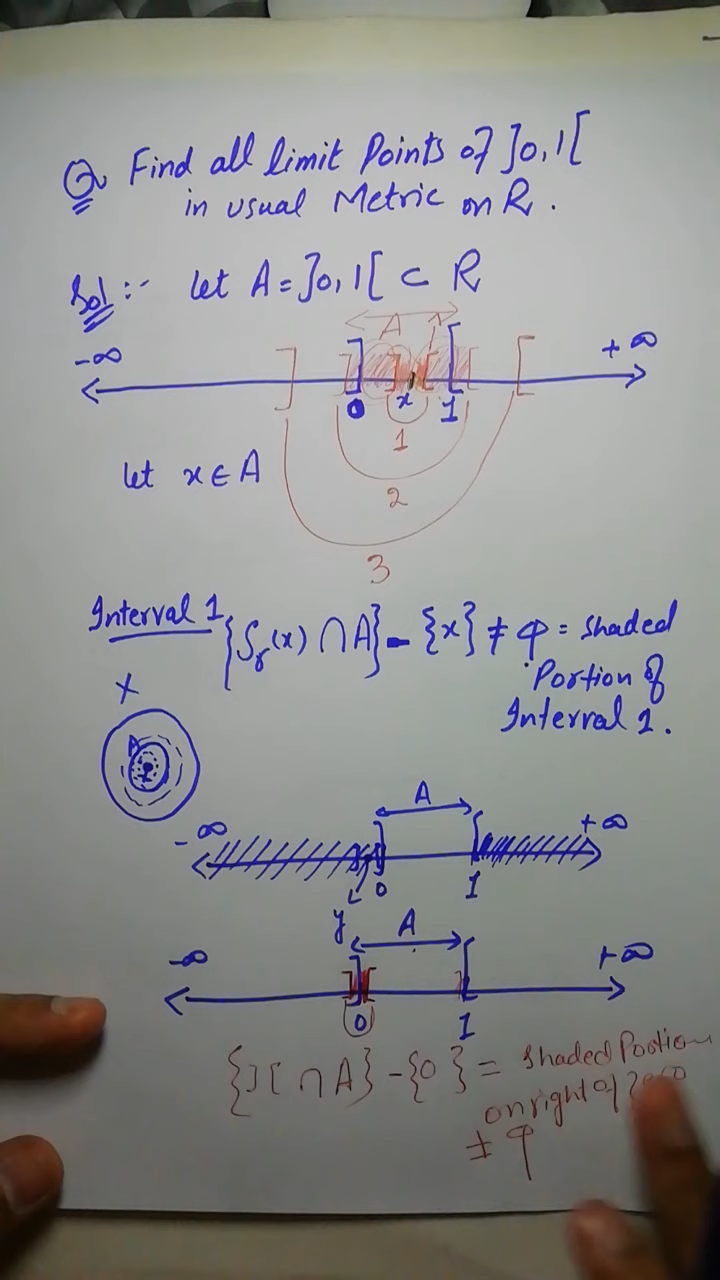 Q Find all limit Points of ]0,1[
in usual Metric on R.
Sol:- let A = ]0,1[ ⊂ R
A
-∞ +∞
0 x 1
1
let x ∈ A
2
3
Interval 1 {Sr(x) ∩ A} - {x} ≠ φ = Shaded
Portion of
Interval 1.
X
A
-∞ +∞
0 1
y
A
-∞ +∞
0 1
{][ ∩ A} - {0} = Shaded Portion
on right of
≠ φ